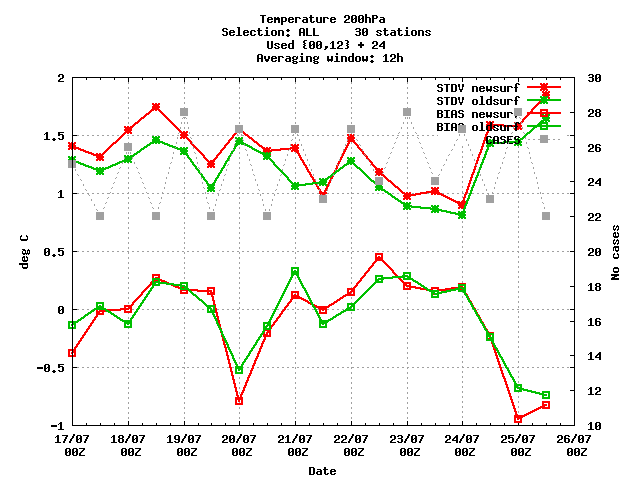 Temperature 200hPa
Selection: ALL 30 stations
Used {00,12} + 24
Averaging window: 12h
STDV newsurf
STDV oldsurf
BIAS newsurf
BIAS oldsurf
CASES
2
1.5
1
0.5
0
-0.5
-1
deg C
30
28
26
24
22
20
18
16
14
12
10
No cases
17/07 18/07 19/07 20/07 21/07 22/07 23/07 24/07 25/07 26/07
00Z 00Z 00Z 00Z 00Z 00Z 00Z 00Z 00Z 00Z
Date